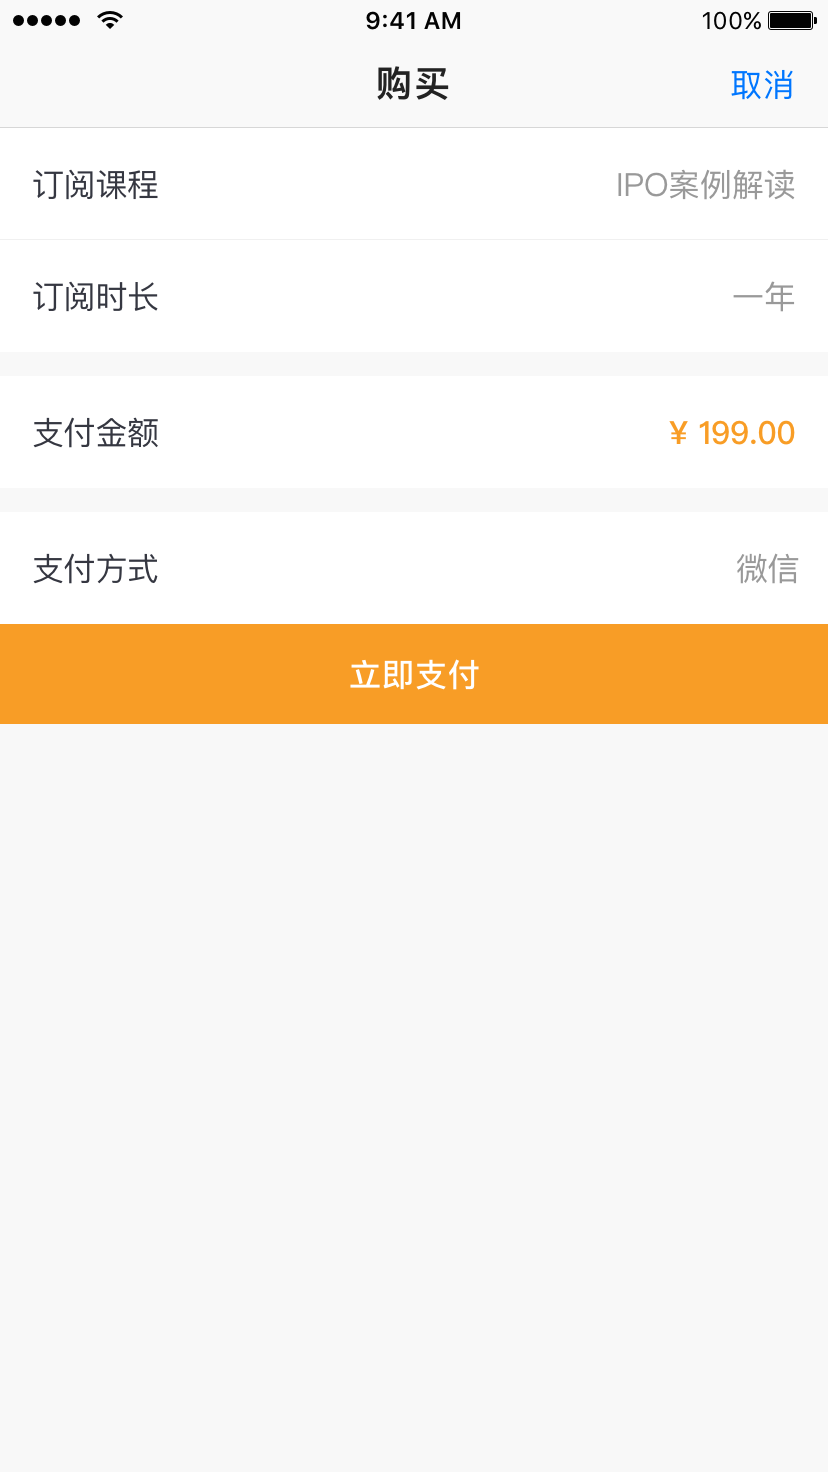 9:41 AM 100%
购买 取消
订阅课程 IPO案例解读
订阅时长 一年
支付金额 ¥ 199.00
支付方式 微信
立即支付